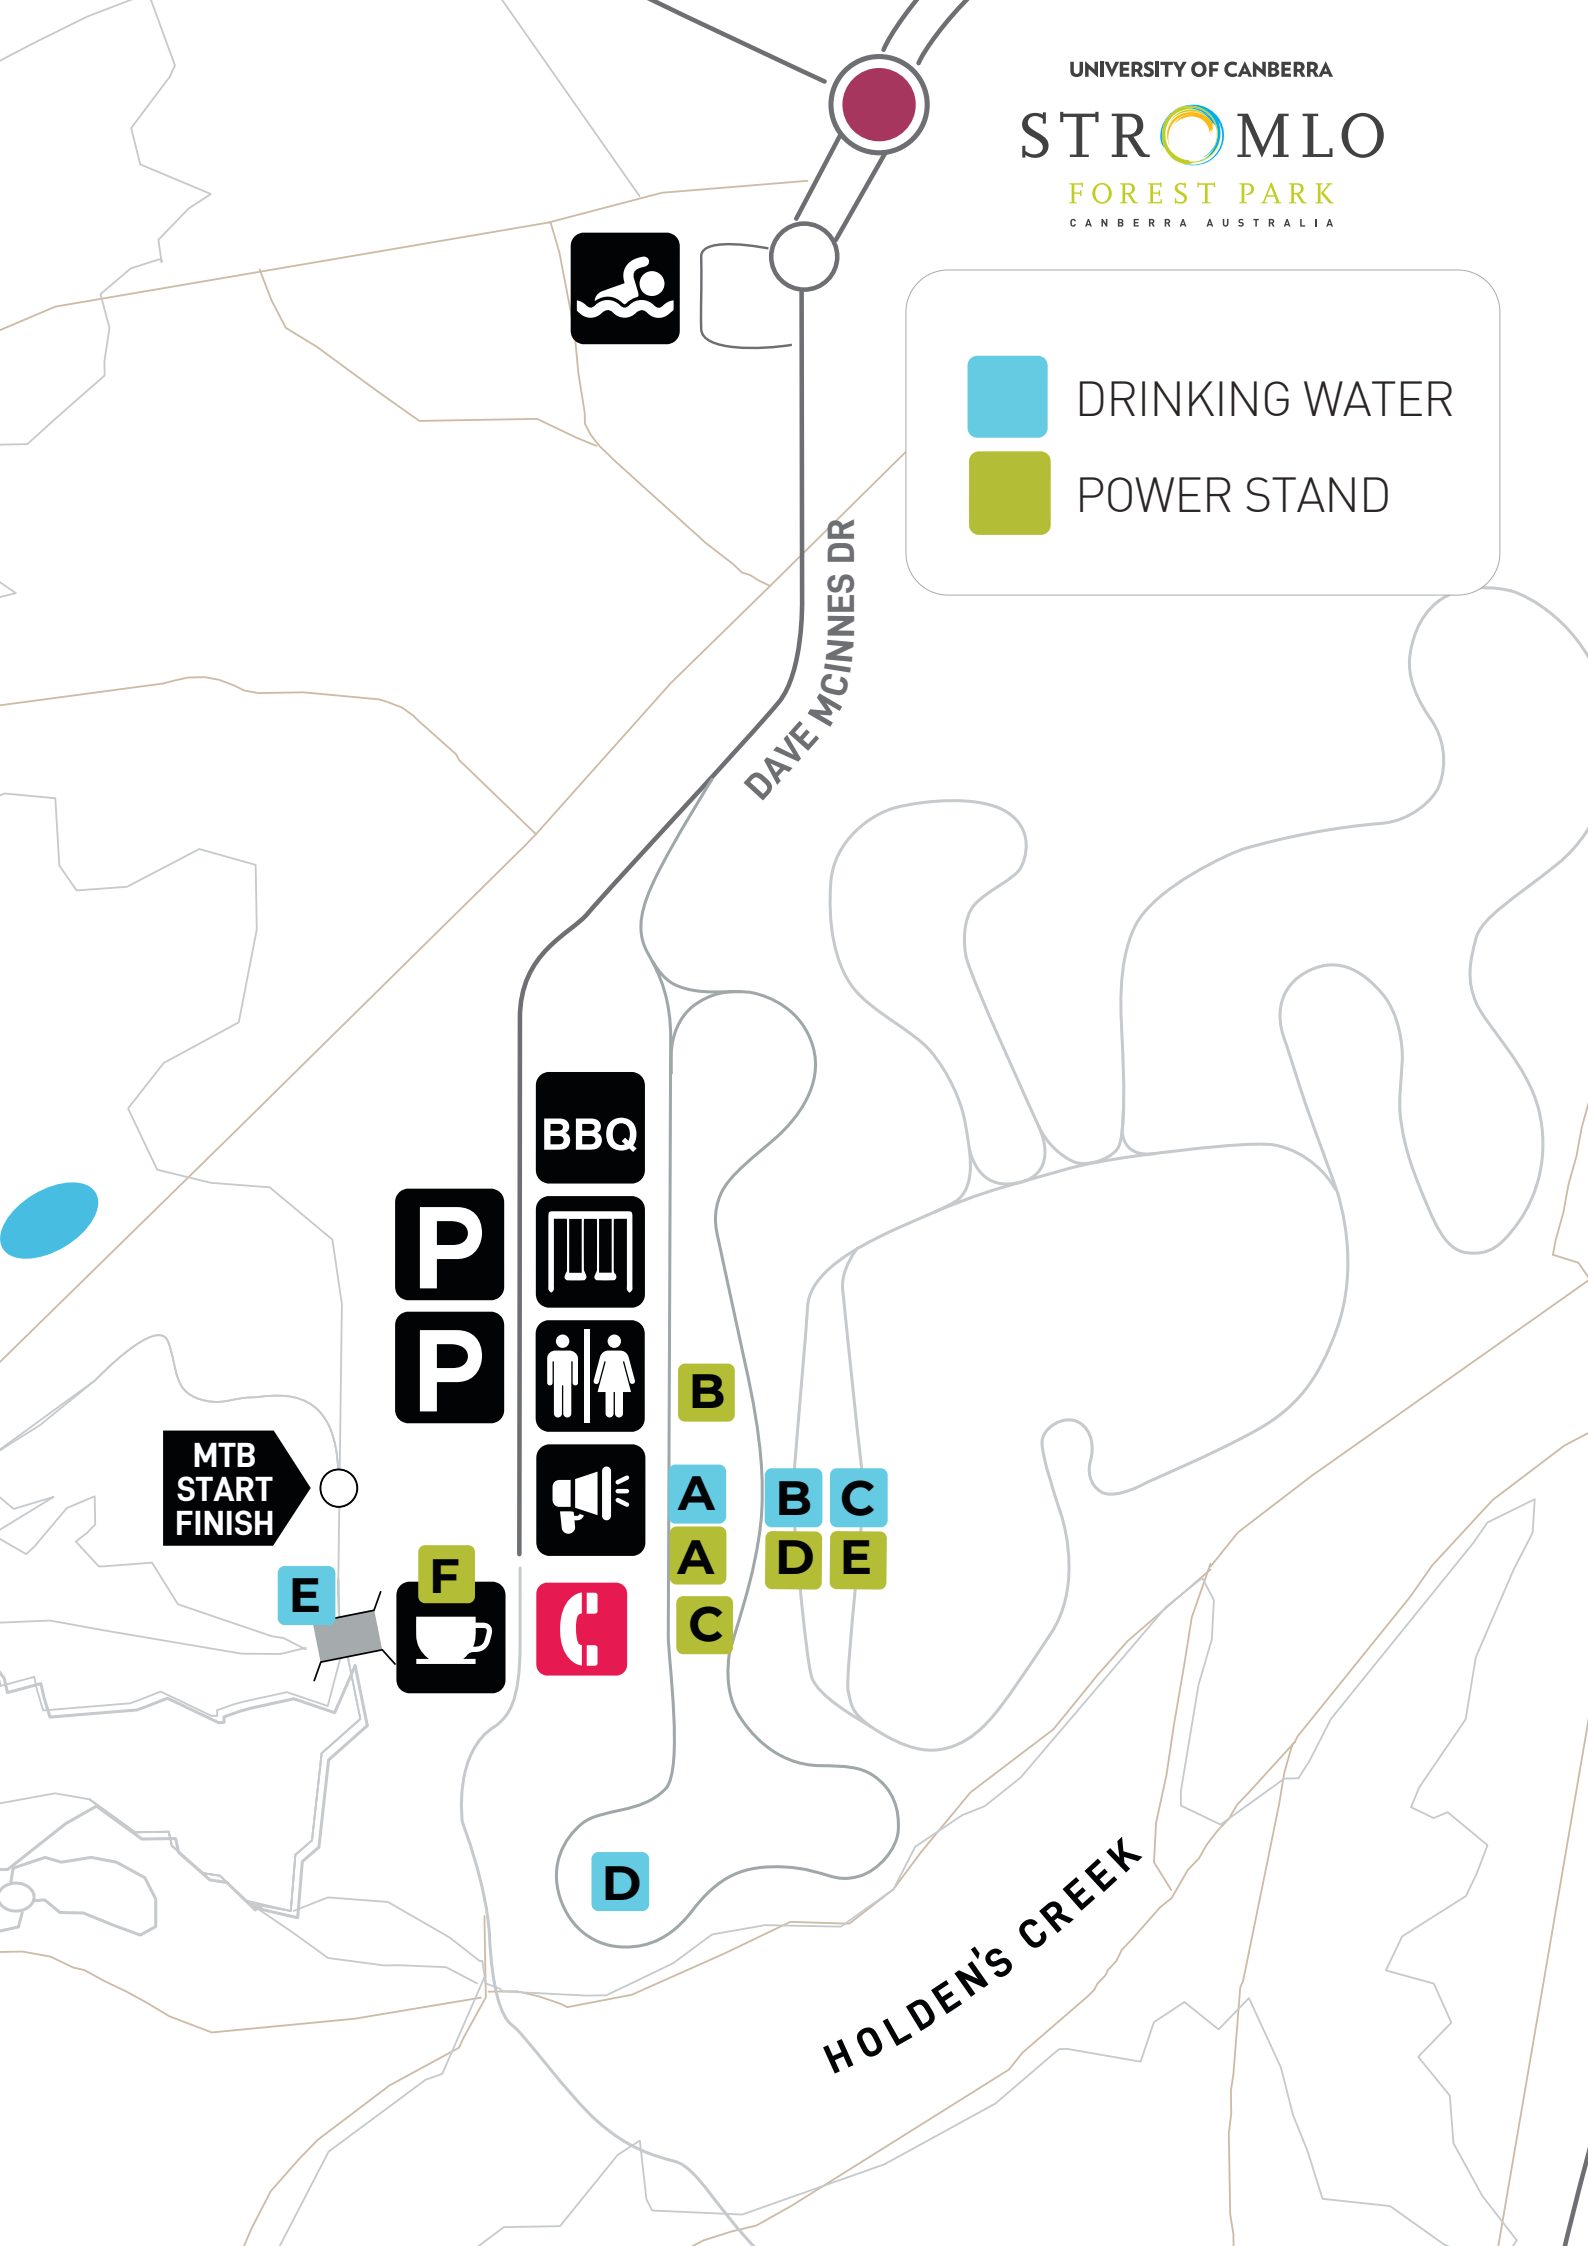 UNIVERSITY OF CANBERRA
STROMLO
FOREST PARK
CANBERRA AUSTRALIA
DRINKING WATER
POWER STAND
DAVE MCINNES DR
BBQ
P
P
B
MTB
START
FINISH
A
B
C
A
D
E
F
E
C
D
HOLDEN'S CREEK